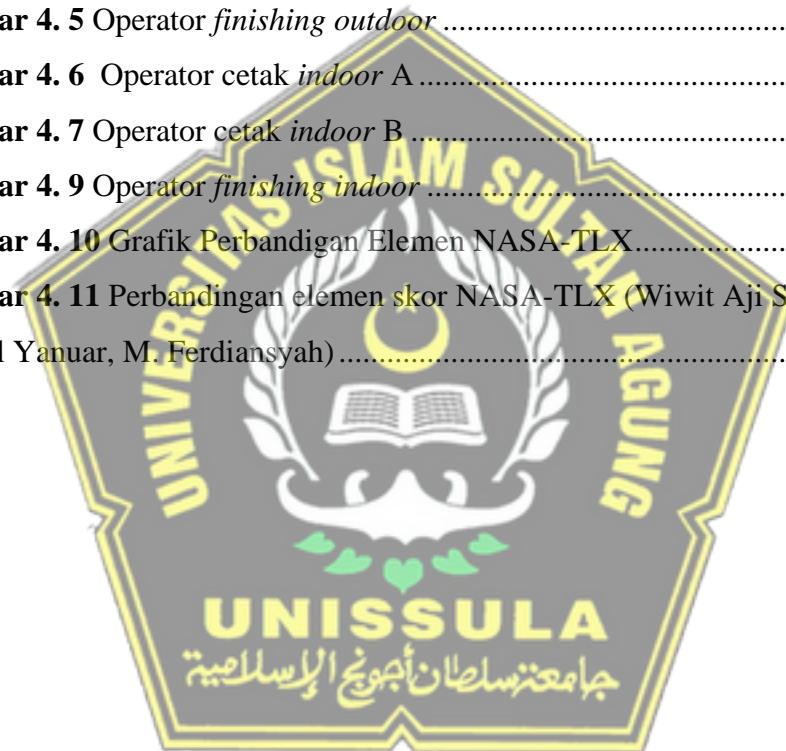 ar 4. 5 Operator finishing outdoor ........................................
ar 4. 6 Operator cetak indoor A ........................................
ar 4. 7 Operator cetak indoor B ........................................
ar 4. 9 Operator finishing indoor ........................................
ar 4. 10 Grafik Perbandigan Elemen NASA-TLX....................
ar 4. 11 Perbandingan elemen skor NASA-TLX (Wiwit Aji S
l Yanuar, M. Ferdiansyah) ................................................
UNIVERSITAS ISLAM SULTAN AGUNG
UNISSULA
جامعتنسلطان أجونج الإسلامية